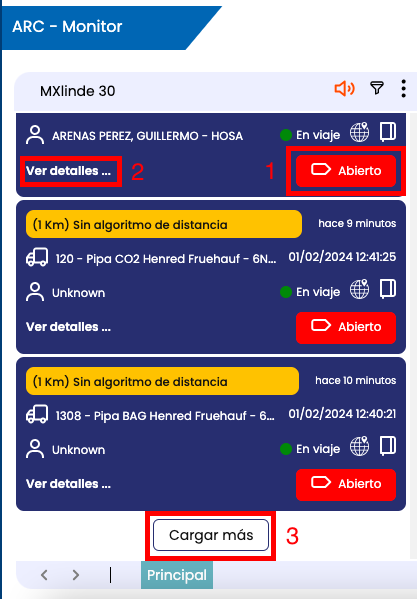 ARC - Monitor
MXlinde 30
ARENAS PEREZ, GUILLERMO - HOSA
En viaje
Ver detalles ...
2
1
Abierto
(1 Km) Sin algoritmo de distancia
hace 9 minutos
120 - Pipa CO2 Henred Fruehauf - 6N...
01/02/2024 12:41:25
Unknown
En viaje
Ver detalles ...
Abierto
(1 Km) Sin algoritmo de distancia
hace 10 minutos
1308 - Pipa BAG Henred Fruehauf - 6...
01/02/2024 12:40:21
Unknown
En viaje
Ver detalles ...
Abierto
Cargar más
3
Principal